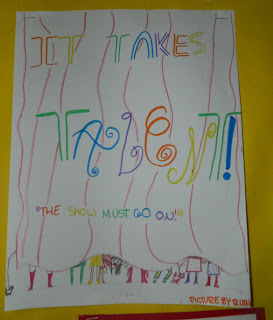 IT TAKES
TALENT!
"THE SHOW MUST GO ON!"
PICTURE BY